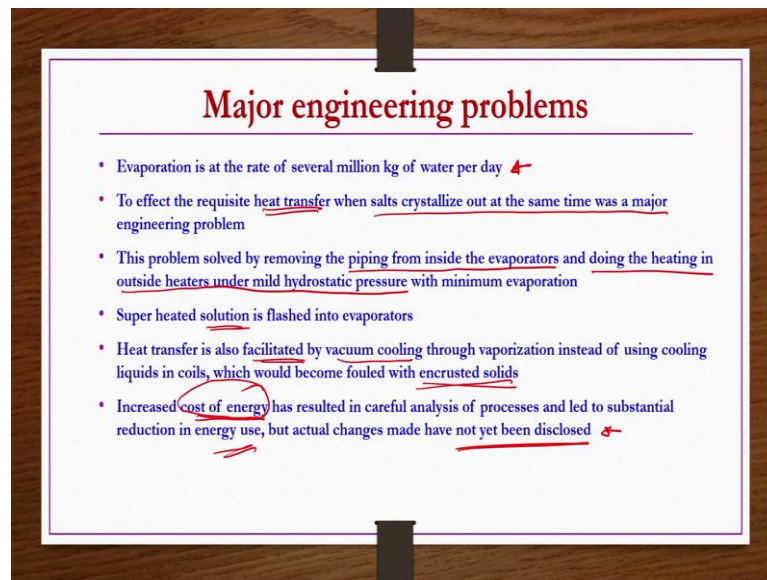 Major engineering problems
• Evaporation is at the rate of several million kg of water per day
• To effect the requisite heat transfer when salts crystallize out at the same time was a major
engineering problem
• This problem solved by removing the piping from inside the evaporators and doing the heating in
outside heaters under mild hydrostatic pressure with minimum evaporation
• Super heated solution is flashed into evaporators
• Heat transfer is also facilitated by vacuum cooling through vaporization instead of using cooling
liquids in coils, which would become fouled with encrusted solids
• Increased cost of energy has resulted in careful analysis of processes and led to substantial
reduction in energy use, but actual changes made have not yet been disclosed